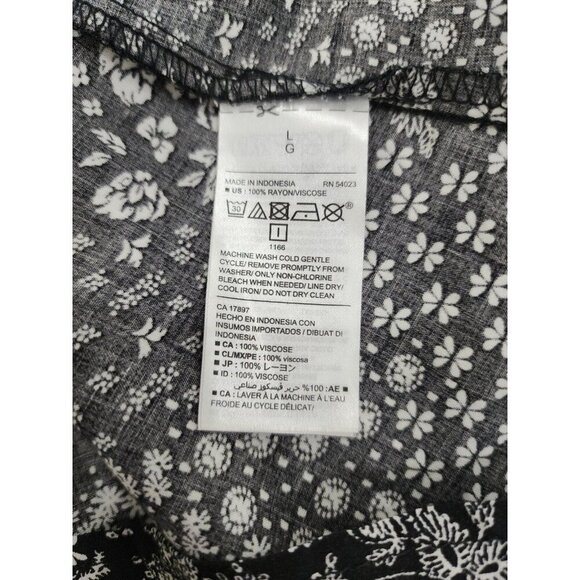 L
G
MADE IN INDONESIA RN 54023
■ US : 100% RAYON/VISCOSE
30
®
I
1166
MACHINE WASH COLD GENTLE
CYCLE/ REMOVE PROMPTLY FROM
WASHER/ ONLY NON-CHLORINE
BLEACH WHEN NEEDED/ LINE DRY/
COOL IRON/ DO NOT DRY CLEAN
CA 17897
HECHO EN INDONESIA CON
INSUMOS IMPORTADOS / DIBUAT DI
INDONESIA
■ CA : 100% VISCOSE
■ CL/MX/PE : 100% viscosa
■ JP : 100% レーヨン
■ ID : 100% VISCOSE
■ AE: 100% حرير فيسكوز صناعي
■ CA : LAVER À LA MACHINE À L'EAU
FROIDE AU CYCLE DÉLICAT/